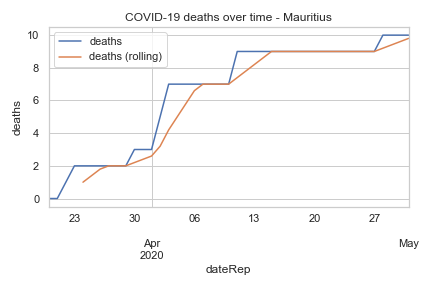 COVID-19 deaths over time - Mauritius
deaths
deaths (rolling)
deaths
10
8
6
4
2
0
23
30
06
13
20
27
Apr
2020
May
dateRep